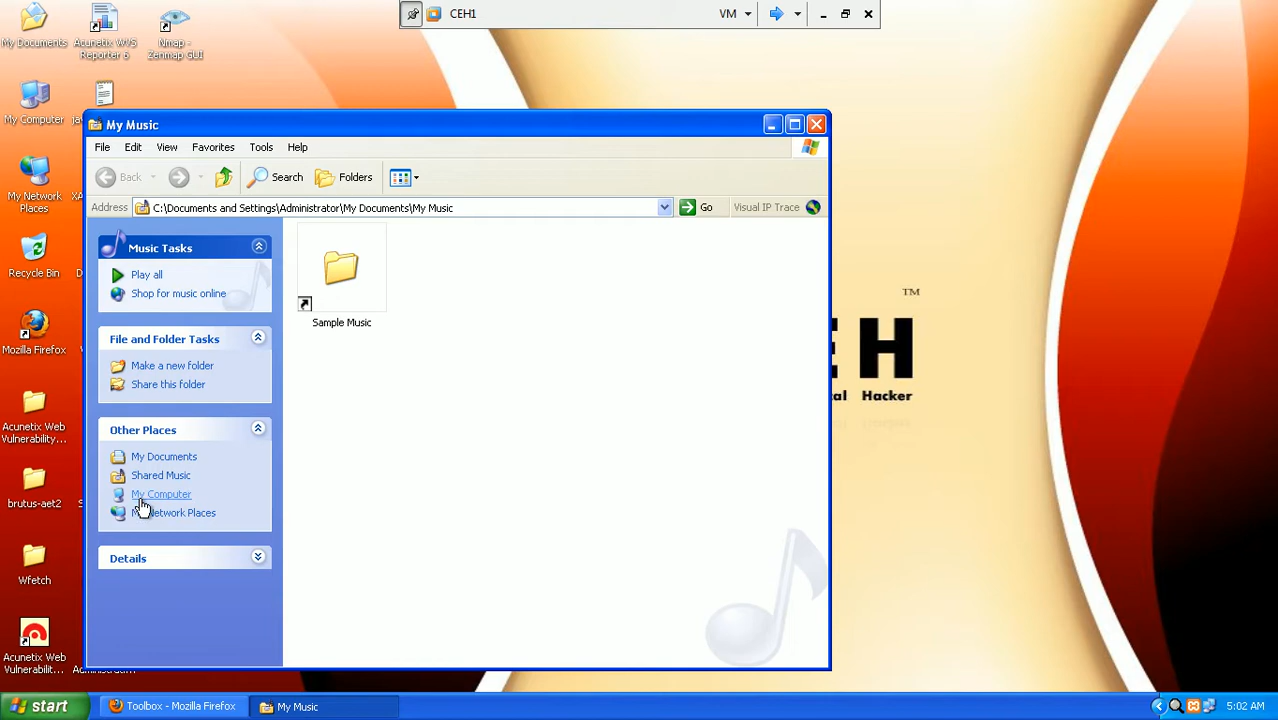 CEH1
VM
My Documents
Acunetix WVS
Reporter 6
Nmap -
Zenmap GUI
My Computer
My Music
File Edit View Favorites Tools Help
Back Search Folders
Address C:\Documents and Settings\Administrator\My Documents\My Music Go Visual IP Trace
My Network
Places
Music Tasks
Play all
Shop for music online
Sample Music
Recycle Bin
TM
File and Folder Tasks
Mozilla Firefox
Make a new folder
Share this folder
H
Hacker
Other Places
Acunetix Web
Vulnerability...
My Documents
Shared Music
My Computer
Network Places
brutus-aet2
Details
Wfetch
Acunetix Web
Vulnerabilit...
start
Toolbox - Mozilla Firefox
My Music
5:02 AM